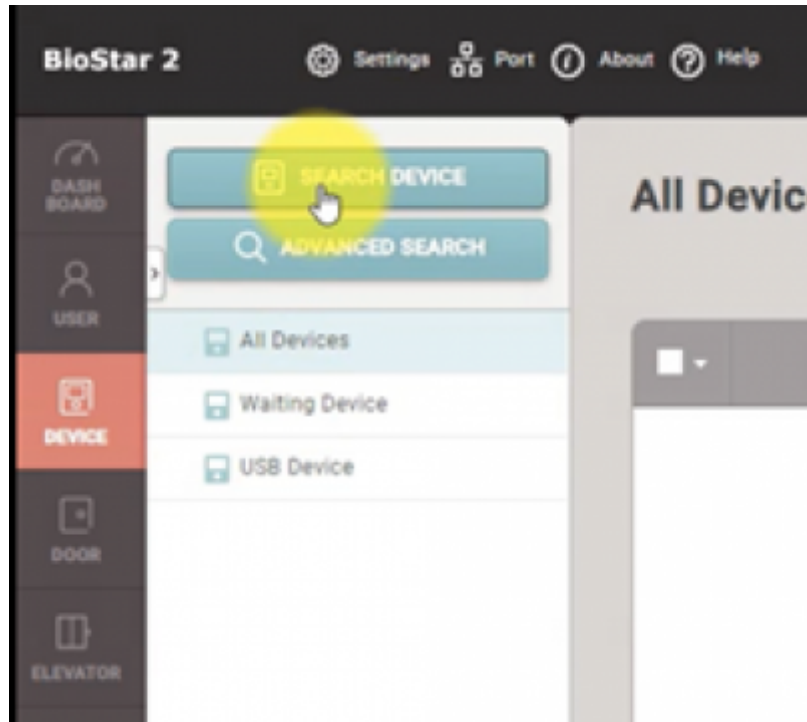 BioStar 2 Settings Port About Help
DASH
BOARD
USER
DEVICE
DOOR
ELEVATOR
SEARCH DEVICE
ADVANCED SEARCH
All Devices
Waiting Device
USB Device
All Devic